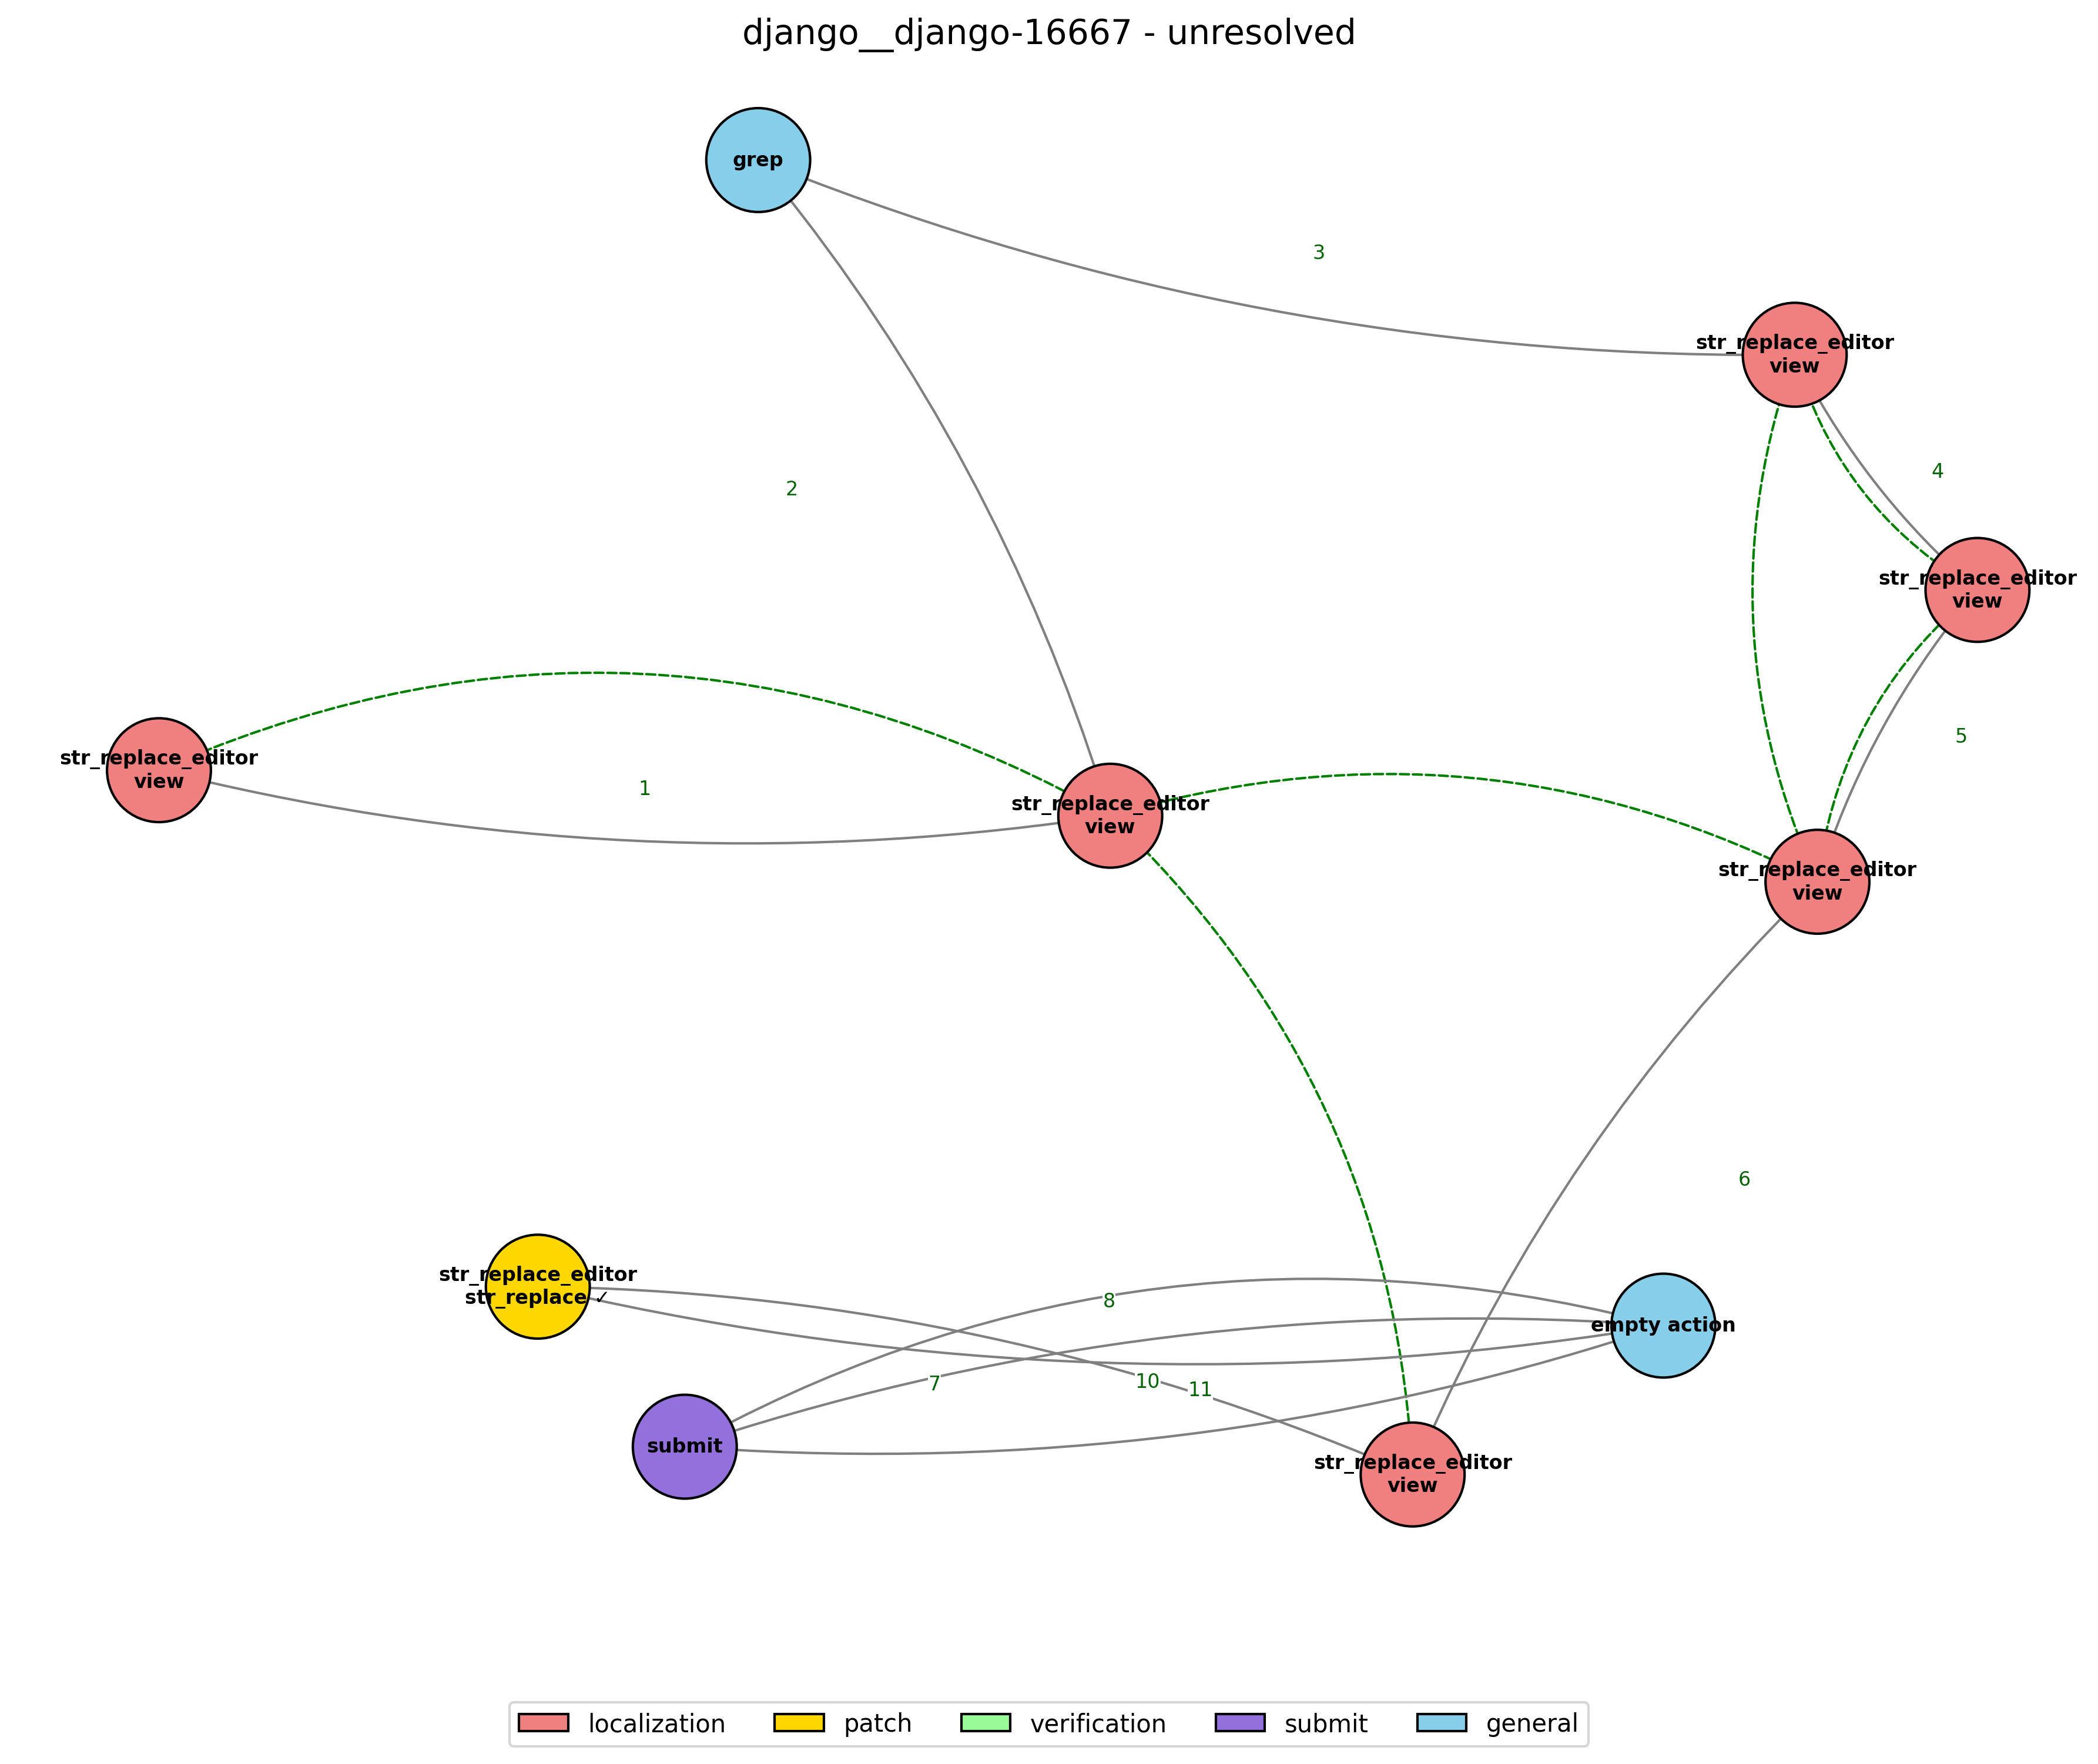 django__django-16667 - unresolved
grep
3
str_replace_editor
view
4
2
str_replace_editor
view
5
str_replace_editor
view
1
str_replace_editor
view
str_replace_editor
view
6
str_replace_editor
str_replace ✓
8
empty action
7
10
11
submit
str_replace_editor
view
localization
patch
verification
submit
general